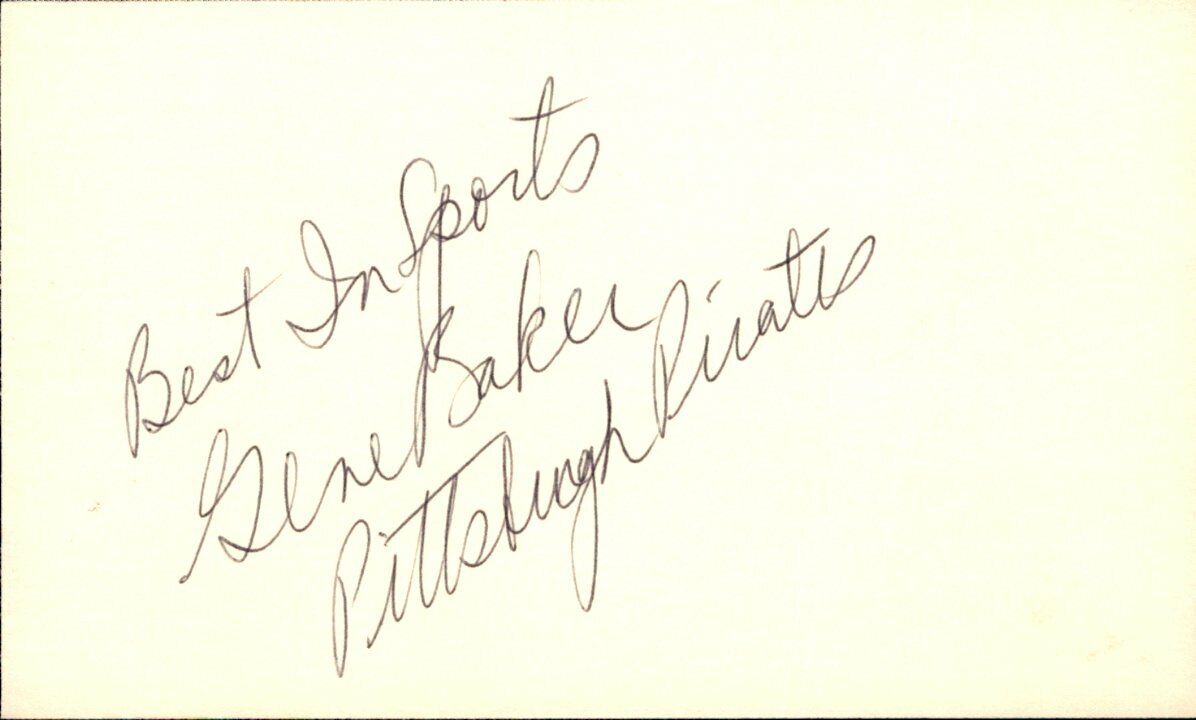 Best In Sports
Gene Baker
Pittsburgh Pirates